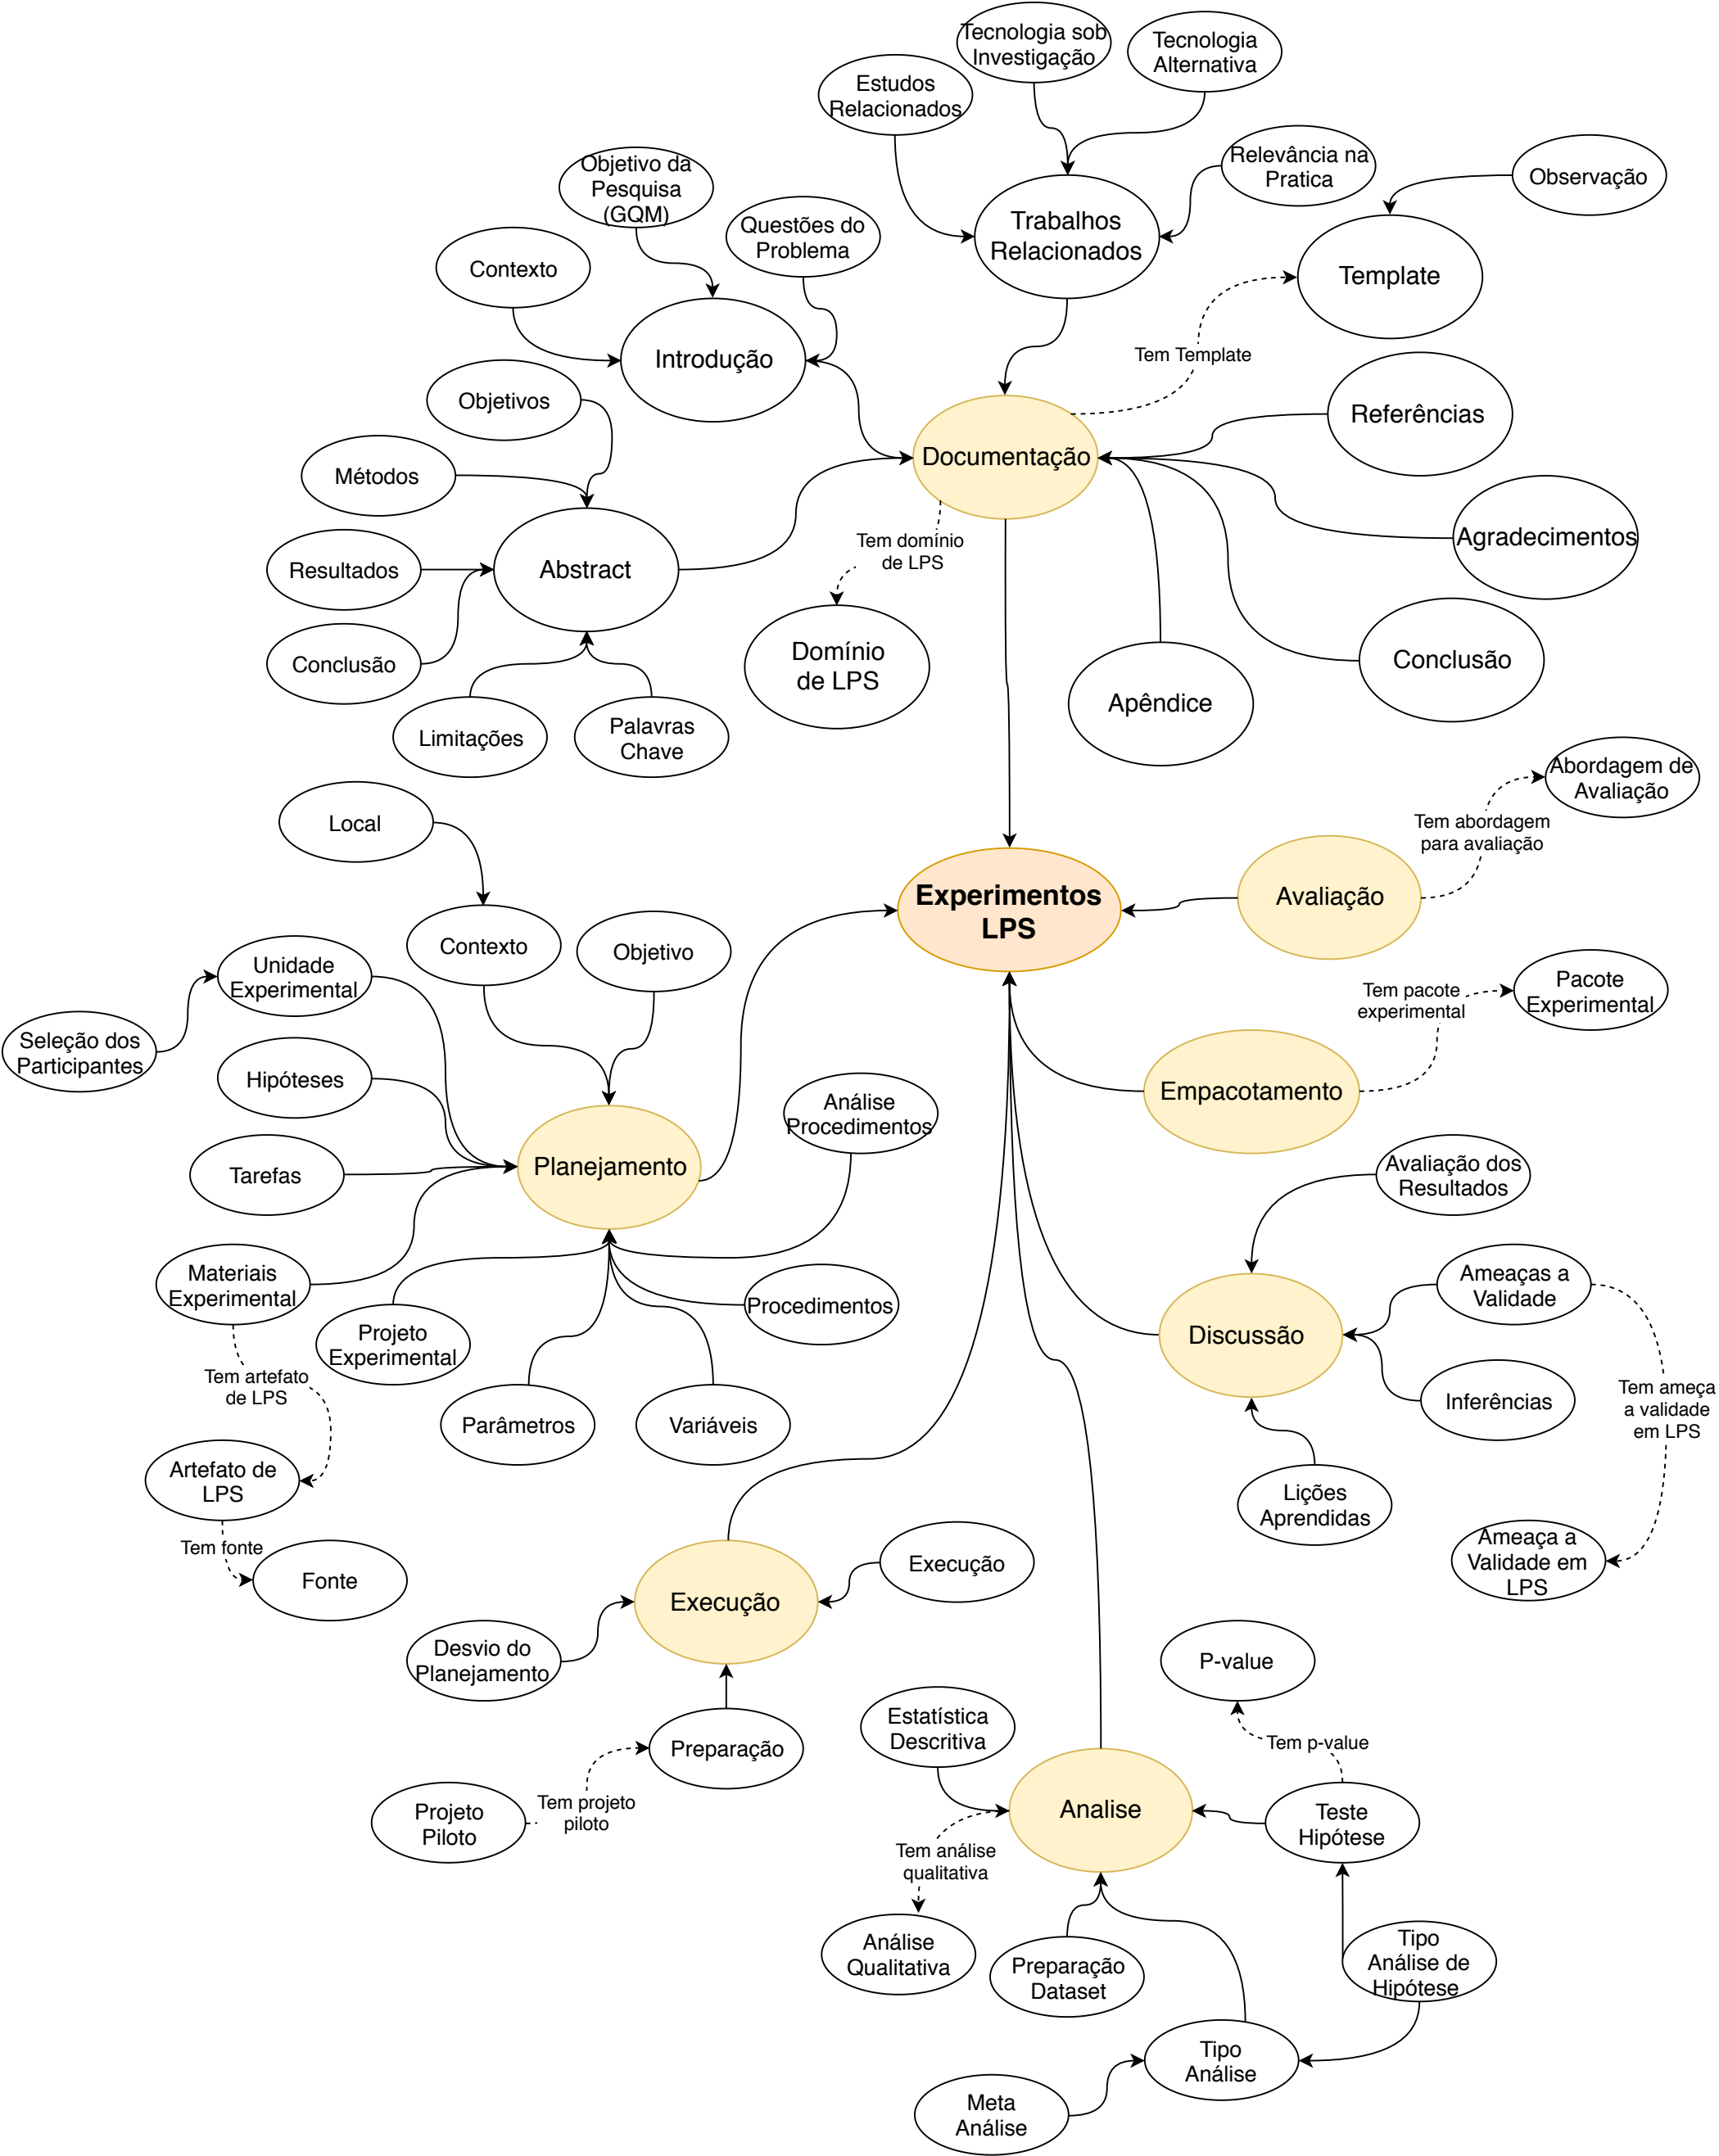 Tecnologia sob
Investigação
Tecnologia
Alternativa
Estudos
Relacionados
Relevância na
Pratica
Observação
Objetivo da
Pesquisa
(GQM)
Questões do
Problema
Trabalhos
Relacionados
Template
Contexto
Introdução
Tem Template
Objetivos
Referências
Documentação
Métodos
Agradecimentos
Tem domínio
de LPS
Resultados
Abstract
Conclusão
Domínio
de LPS
Conclusão
Apêndice
Limitações
Palavras
Chave
Abordagem de
Avaliação
Tem abordagem
para avaliação
Local
Experimentos
LPS
Avaliação
Contexto
Objetivo
Unidade
Experimental
Pacote
Experimental
Tem pacote
experimental
Seleção dos
Participantes
Hipóteses
Empacotamento
Análise
Procedimentos
Planejamento
Tarefas
Avaliação dos
Resultados
Materiais
Experimental
Ameaças a
Validade
Procedimentos
Projeto
Experimental
Discussão
Tem artefato
de LPS
Parâmetros
Variáveis
Inferências
Tem ameça
a validade
em LPS
Artefato de
LPS
Lições
Aprendidas
Tem fonte
Fonte
Execução
Execução
Ameaça a
Validade em
LPS
Desvio do
Planejamento
P-value
Preparação
Estatística
Descritiva
Tem p-value
Projeto
Piloto
Tem projeto
piloto
Analise
Teste
Hipótese
Tem análise
qualitativa
Análise
Qualitativa
Preparação
Dataset
Tipo
Análise de
Hipótese
Tipo
Análise
Meta
Análise